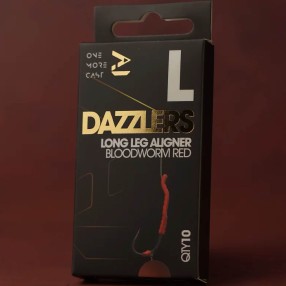 ONE
MORE
CAST
L
DAZZLERS
LONG LEG ALIGNER
BLOODWORM RED
QTY10